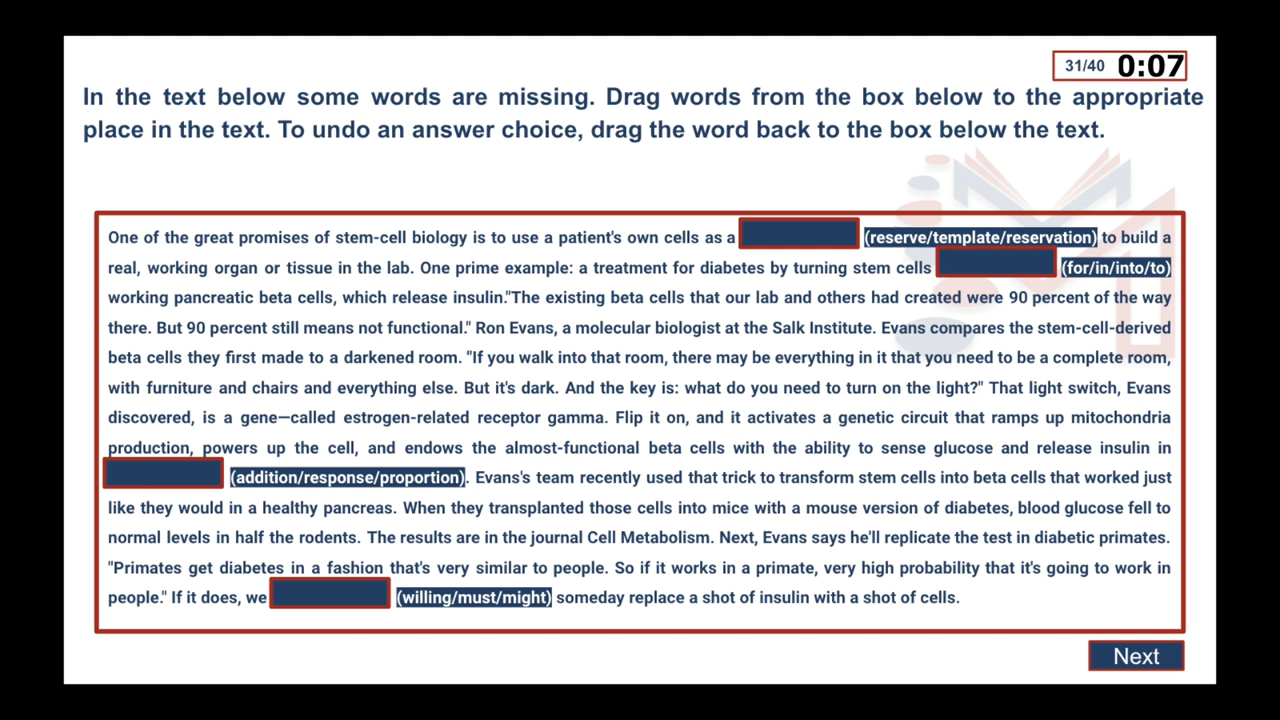 31/40 0:07
In the text below some words are missing. Drag words from the box below to the appropriate
place in the text. To undo an answer choice, drag the word back to the box below the text.
One of the great promises of stem-cell biology is to use a patient's own cells as a (reserve/template/reservation) to build a
real, working organ or tissue in the lab. One prime example: a treatment for diabetes by turning stem cells (for/in/into/to)
working pancreatic beta cells, which release insulin."The existing beta cells that our lab and others had created were 90 percent of the way
there. But 90 percent still means not functional." Ron Evans, a molecular biologist at the Salk Institute. Evans compares the stem-cell-derived
beta cells they first made to a darkened room. "If you walk into that room, there may be everything in it that you need to be a complete room,
with furniture and chairs and everything else. But it's dark. And the key is: what do you need to turn on the light?" That light switch, Evans
discovered, is a gene—called estrogen-related receptor gamma. Flip it on, and it activates a genetic circuit that ramps up mitochondria
production, powers up the cell, and endows the almost-functional beta cells with the ability to sense glucose and release insulin in
(addition/response/proportion). Evans's team recently used that trick to transform stem cells into beta cells that worked just
like they would in a healthy pancreas. When they transplanted those cells into mice with a mouse version of diabetes, blood glucose fell to
normal levels in half the rodents. The results are in the journal Cell Metabolism. Next, Evans says he'll replicate the test in diabetic primates.
"Primates get diabetes in a fashion that's very similar to people. So if it works in a primate, very high probability that it's going to work in
people." If it does, we (willing/must/might) someday replace a shot of insulin with a shot of cells.
Next